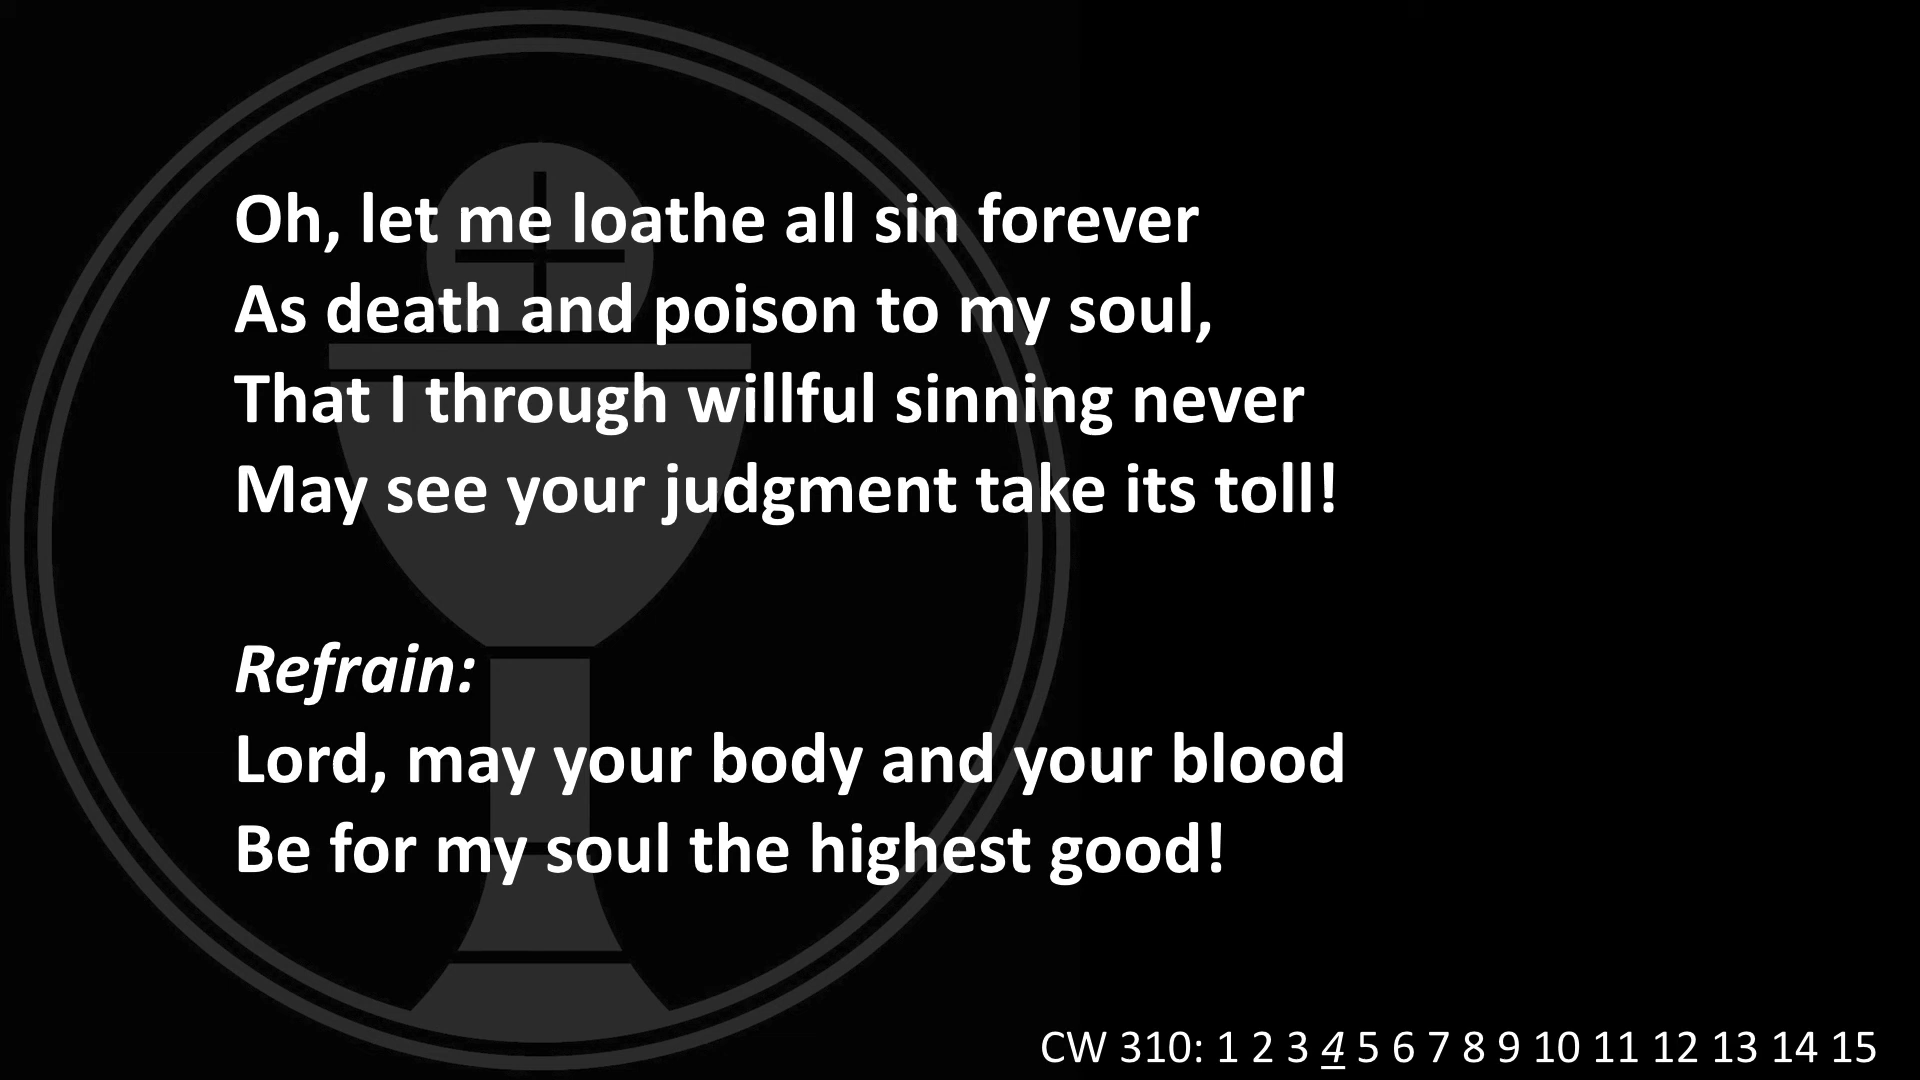 Oh, let me loathe all sin forever
As death and poison to my soul,
That I through willful sinning never
May see your judgment take its toll!
Refrain:
Lord, may your body and your blood
Be for my soul the highest good!
CW 310: 1 2 3 4 5 6 7 8 9 10 11 12 13 14 15